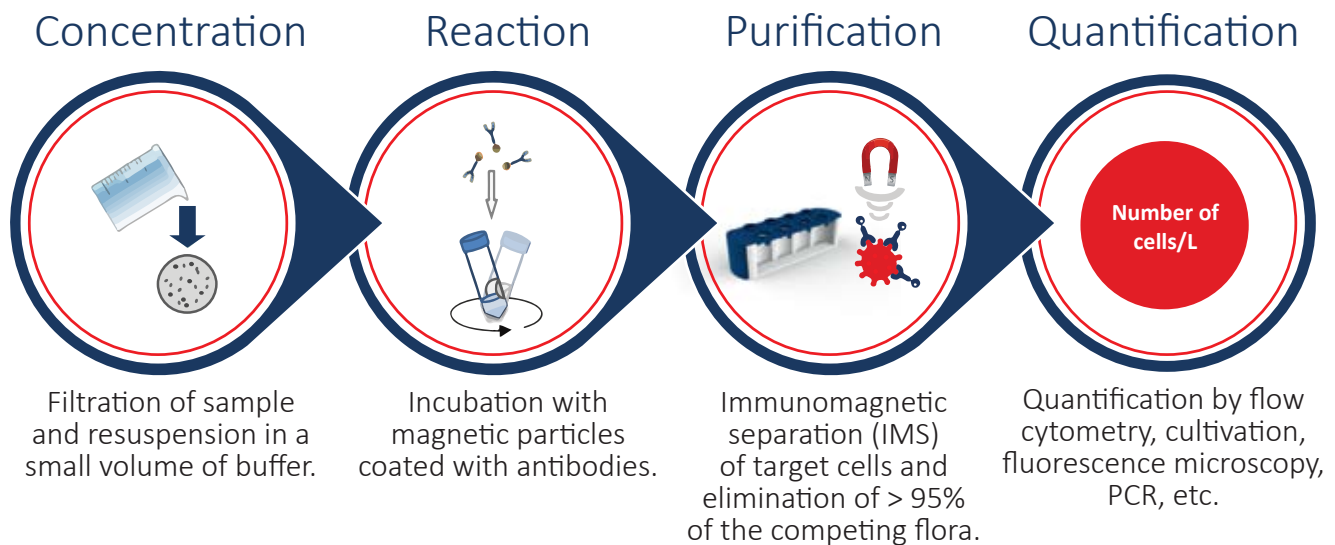 Concentration
Filtration of sample
and resuspension in a
small volume of buffer.
Reaction
Incubation with
magnetic particles
coated with antibodies.
Purification
Immunomagnetic
separation (IMS)
of target cells and
elimination of > 95%
of the competing flora.
Quantification
Number of
cells/L
Quantification by flow
cytometry, cultivation,
fluorescence microscopy,
PCR, etc.